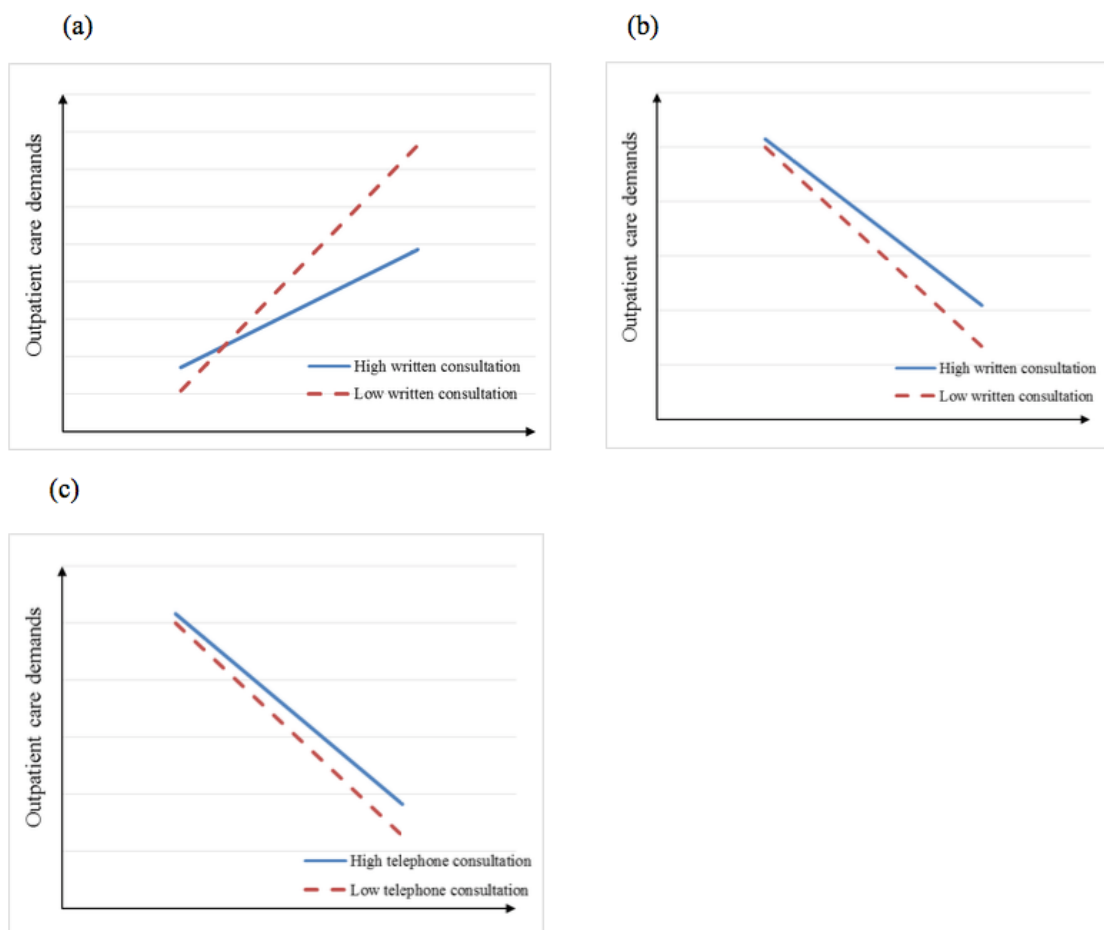 (a)
Outpatient care demands
High written consultation
Low written consultation
(b)
Outpatient care demands
High written consultation
Low written consultation
(c)
Outpatient care demands
High telephone consultation
Low telephone consultation